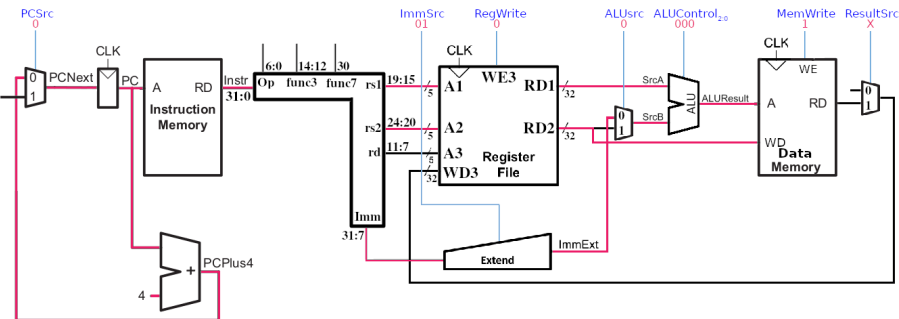 PCSrc
0
ImmSrc
01
RegWrite
0
ALUsrc
0
ALUControl2:0
000
MemWrite
1
ResultSrc
X
0
1
PCNext
CLK
PC
A
RD
Instruction
Memory
Instr
31:0
6:0
14:12
30
Op
func3
func7
rs1
rs2
rd
Imm
19:15
24:20
11:7
31:7
5
5
5
32
CLK
WE3
A1
A2
A3
WD3
RD1
RD2
Register
File
32
32
0
1
SrcA
SrcB
ALU
ALUResult
CLK
WE
A
RD
WD
Data
Memory
0
1
ImmExt
Extend
PCPlus4
+
4